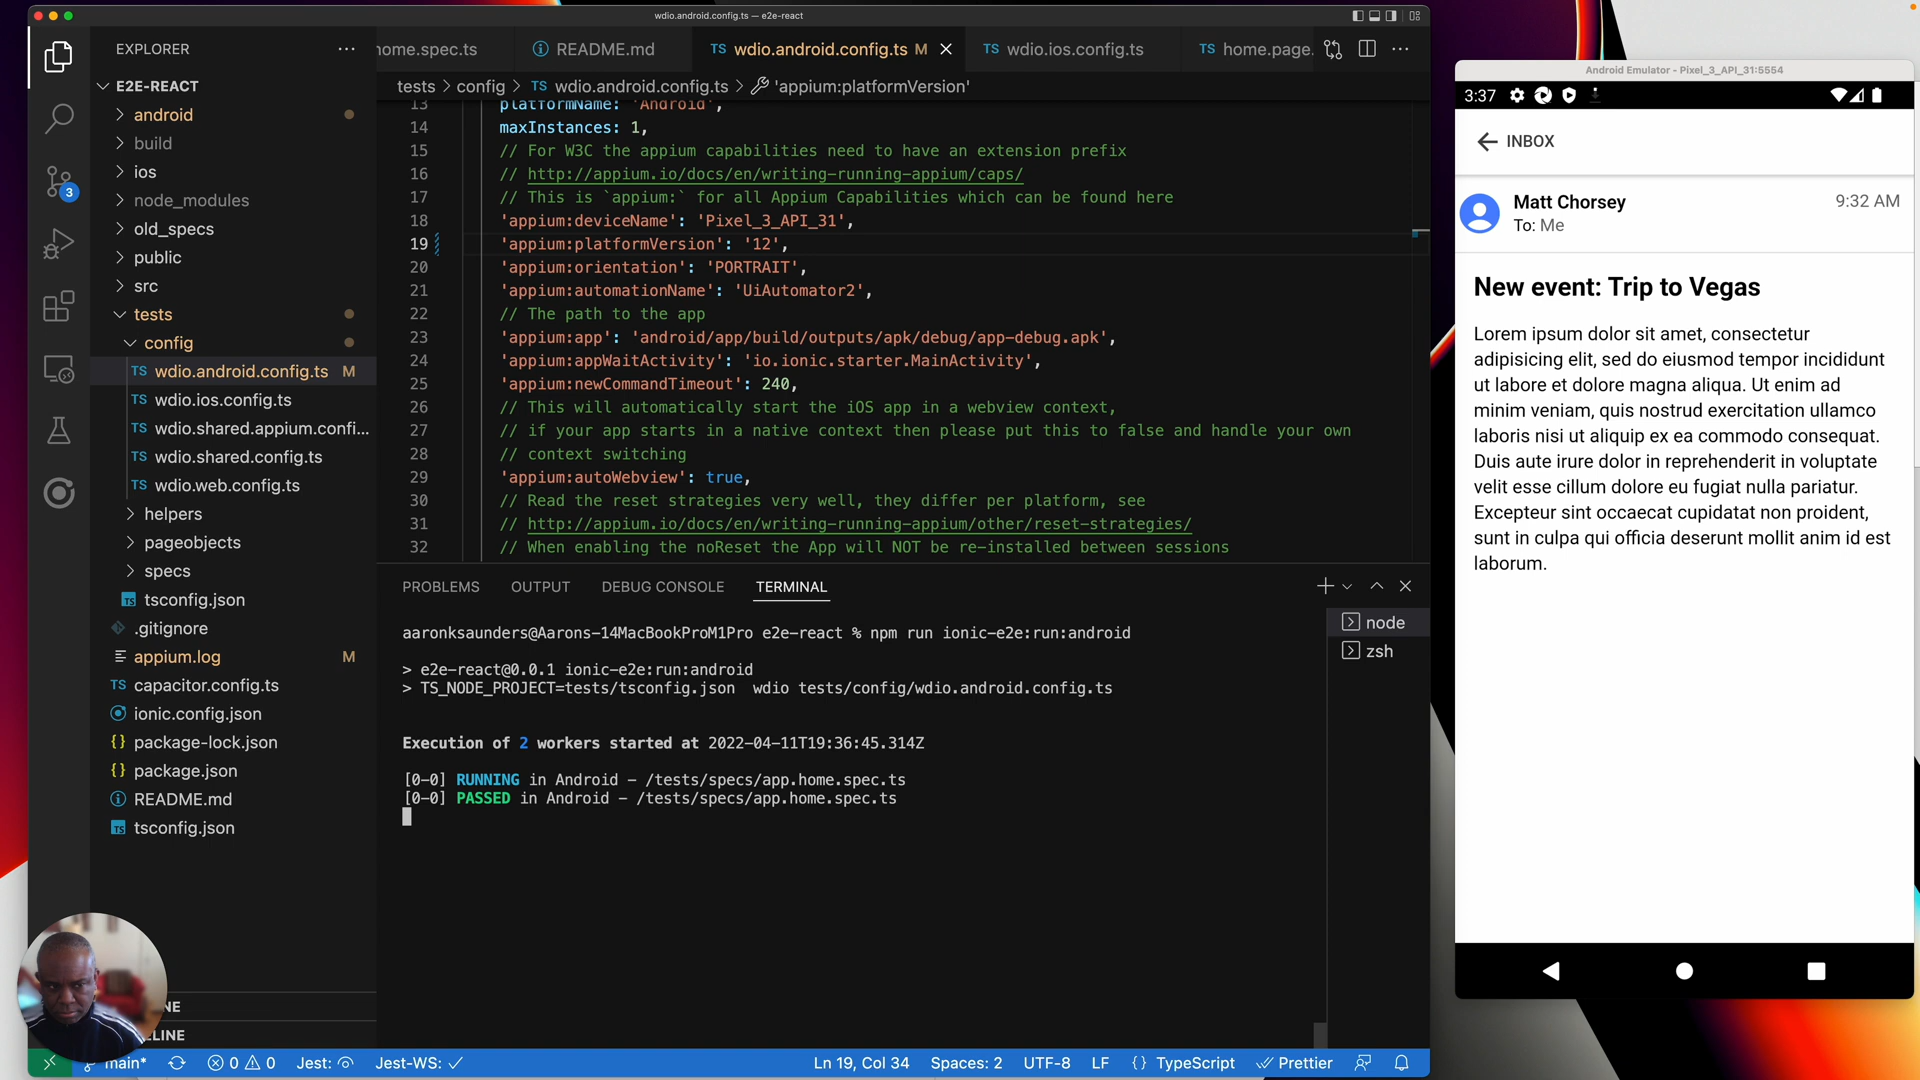 wdio.android.config.ts — e2e-react
EXPLORER
E2E-REACT
android
build
ios
node_modules
old_specs
public
src
tests
config
TS wdio.android.config.ts M
TS wdio.ios.config.ts
TS wdio.shared.appium.confi...
TS wdio.shared.config.ts
TS wdio.web.config.ts
helpers
pageobjects
specs
tsconfig.json
.gitignore
appium.log M
TS capacitor.config.ts
ionic.config.json
{} package-lock.json
{} package.json
README.md
tsconfig.json
3
home.spec.ts
README.md
TS wdio.android.config.ts M
TS wdio.ios.config.ts
TS home.page.
tests > config > TS wdio.android.config.ts > 'appium:platformVersion'
13 platformName: 'Android',
14 maxInstances: 1,
15 // For W3C the appium capabilities need to have an extension prefix
16 // http://appium.io/docs/en/writing-running-appium/caps/
17 // This is `appium:` for all Appium Capabilities which can be found here
18 'appium:deviceName': 'Pixel_3_API_31',
19 'appium:platformVersion': '12',
20 'appium:orientation': 'PORTRAIT',
21 'appium:automationName': 'UiAutomator2',
22 // The path to the app
23 'appium:app': 'android/app/build/outputs/apk/debug/app-debug.apk',
24 'appium:appWaitActivity': 'io.ionic.starter.MainActivity',
25 'appium:newCommandTimeout': 240,
26 // This will automatically start the iOS app in a webview context,
27 // if your app starts in a native context then please put this to false and handle your own
28 // context switching
29 'appium:autoWebview': true,
30 // Read the reset strategies very well, they differ per platform, see
31 // http://appium.io/docs/en/writing-running-appium/other/reset-strategies/
32 // When enabling the noReset the App will NOT be re-installed between sessions
PROBLEMS OUTPUT DEBUG CONSOLE TERMINAL
aaronksaunders@Aarons-14MacBookProM1Pro e2e-react % npm run ionic-e2e:run:android
> e2e-react@0.0.1 ionic-e2e:run:android
> TS_NODE_PROJECT=tests/tsconfig.json wdio tests/config/wdio.android.config.ts
Execution of 2 workers started at 2022-04-11T19:36:45.314Z
[0-0] RUNNING in Android - /tests/specs/app.home.spec.ts
[0-0] PASSED in Android - /tests/specs/app.home.spec.ts
node
zsh
NE
LINE
main* 0 0 Jest: Jest-WS: Ln 19, Col 34 Spaces: 2 UTF-8 LF {} TypeScript Prettier
Android Emulator - Pixel_3_API_31:5554
3:37
INBOX
Matt Chorsey 9:32 AM
To: Me
New event: Trip to Vegas
Lorem ipsum dolor sit amet, consectetur
adipisicing elit, sed do eiusmod tempor incididunt
ut labore et dolore magna aliqua. Ut enim ad
minim veniam, quis nostrud exercitation ullamco
laboris nisi ut aliquip ex ea commodo consequat.
Duis aute irure dolor in reprehenderit in voluptate
velit esse cillum dolore eu fugiat nulla pariatur.
Excepteur sint occaecat cupidatat non proident,
sunt in culpa qui officia deserunt mollit anim id est
laborum.